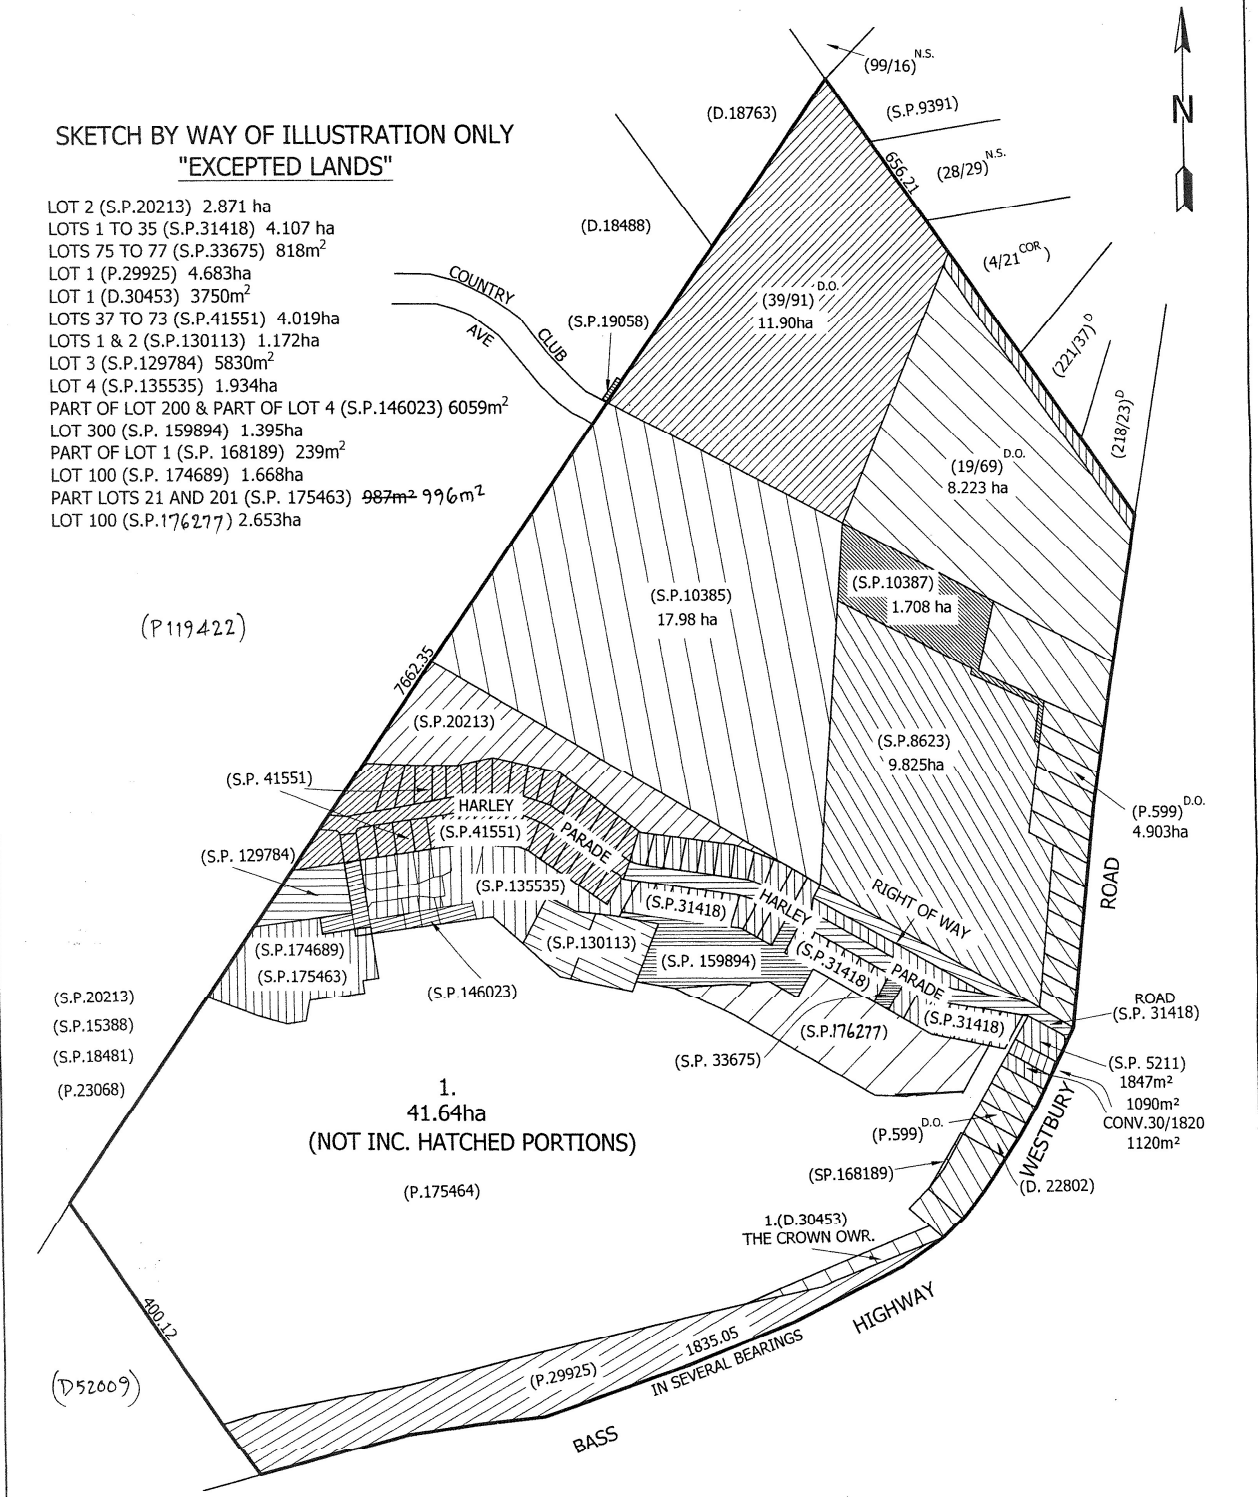 (99/16)N.S.
(D.18763)
(S.P.9391)
N
SKETCH BY WAY OF ILLUSTRATION ONLY
"EXCEPTED LANDS"
656.21
(28/29)N.S.
LOT 2 (S.P.20213) 2.871 ha
LOTS 1 TO 35 (S.P.31418) 4.107 ha
LOTS 75 TO 77 (S.P.33675) 818m²
LOT 1 (P.29925) 4.683ha
LOT 1 (D.30453) 3750m²
LOTS 37 TO 73 (S.P.41551) 4.019ha
LOTS 1 & 2 (S.P.130113) 1.172ha
LOT 3 (S.P.129784) 5830m²
LOT 4 (S.P.135535) 1.934ha
PART OF LOT 200 & PART OF LOT 4 (S.P.146023) 6059m²
LOT 300 (S.P. 159894) 1.395ha
PART OF LOT 1 (S.P. 168189) 239m²
LOT 100 (S.P. 174689) 1.668ha
PART LOTS 21 AND 201 (S.P. 175463) 987m² 996m²
LOT 100 (S.P.176277) 2.653ha
(D.18488)
(4/21COR)
COUNTRY
CLUB
AVE
(S.P.19058)
(39/91)D.O.
11.90ha
(221/37)D
(218/23)D
(19/69)D.O.
8.223 ha
(S.P.10387)
1.708 ha
(S.P.10385)
17.98 ha
(P119422)
7662.35
(S.P.20213)
(S.P.8623)
9.825ha
(S.P. 41551)
HARLEY
PARADE
(S.P.41551)
(P.599)D.O.
4.903ha
(S.P. 129784)
(S.P.135535)
(S.P.31418)
HARLEY
RIGHT OF WAY
ROAD
(S.P.174689)
(S.P.130113)
(S.P. 159894)
(S.P.31418)
PARADE
(S.P.175463)
(S.P.146023)
(S.P.20213)
(S.P.15388)
(S.P.18481)
(P.23068)
(S.P.31418)
ROAD
(S.P. 31418)
(S.P.176277)
(S.P. 33675)
(S.P. 5211)
1847m²
1090m²
CONV.30/1820
1120m²
1.
41.64ha
(NOT INC. HATCHED PORTIONS)
(P.175464)
(P.599)D.O.
WESTBURY
(SP.168189)
(D. 22802)
1.(D.30453)
THE CROWN OWR.
400.12
HIGHWAY
1835.05
IN SEVERAL BEARINGS
(P.29925)
(D52009)
BASS